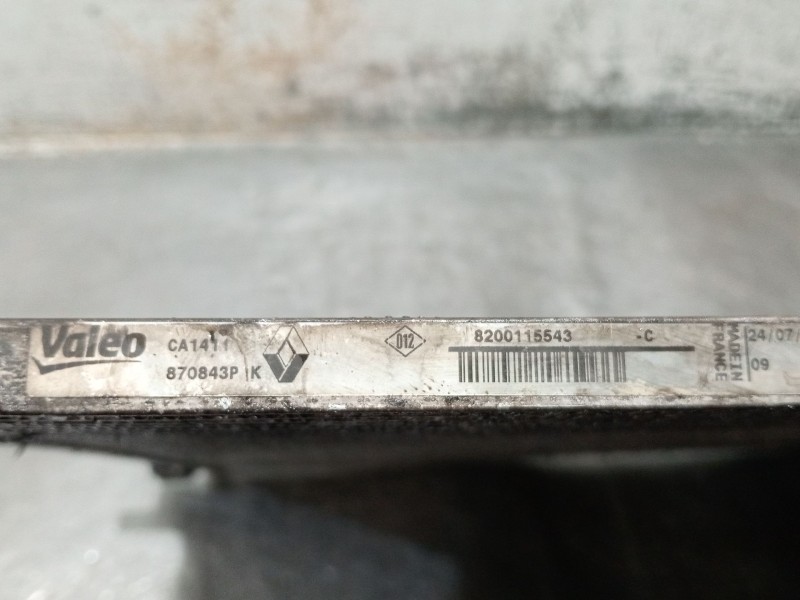 Valeo
CA1411
870843P K
012
8200115543 -C
MADE IN
FRANCE
24/07/
09